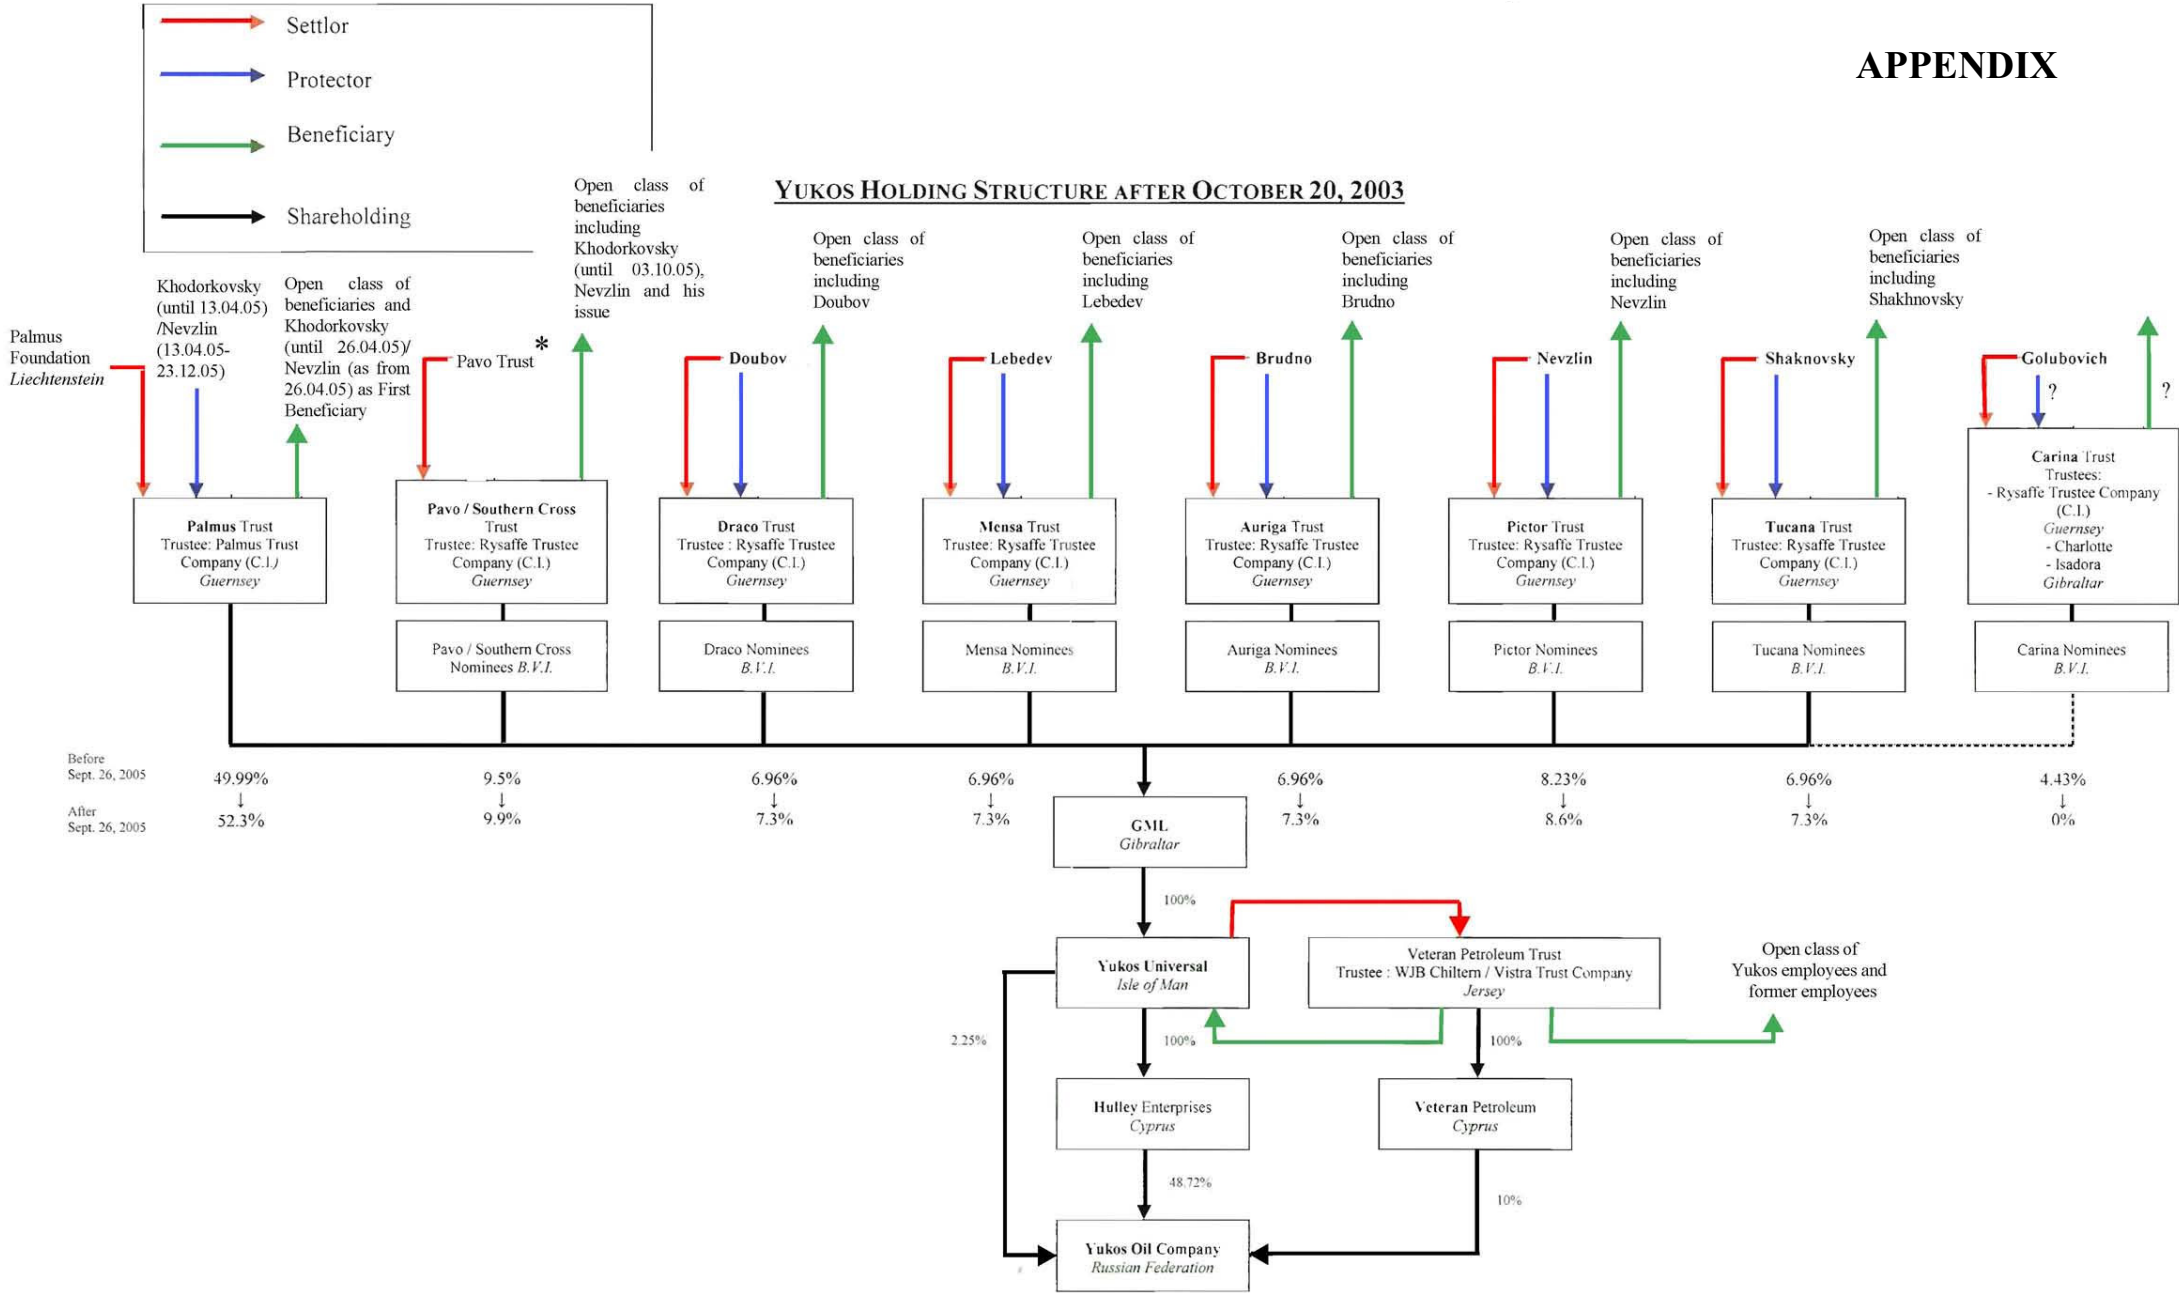 APPENDIX
Settlor
Protector
Beneficiary
Shareholding
YUKOS HOLDING STRUCTURE AFTER OCTOBER 20, 2003
Palmus
Foundation
Liechtenstein
Khodorkovsky
(until 13.04.05)
/Nevzlin
(13.04.05-
23.12.05)
Open class of
beneficiaries and
Khodorkovsky
(until 26.04.05)/
Nevzlin (as from
26.04.05) as First
Beneficiary
Pavo Trust *
Open class of
beneficiaries
including
Khodorkovsky
(until 03.10.05),
Nevzlin and his
issue
Doubov
Open class of
beneficiaries
including
Doubov
Lebedev
Open class of
beneficiaries
including
Lebedev
Brudno
Open class of
beneficiaries
including
Brudno
Nevzlin
Open class of
beneficiaries
including
Nevzlin
Shaknovsky
Open class of
beneficiaries
including
Shakhnovsky
Golubovich
?
?
Palmus Trust
Trustee: Palmus Trust
Company (C.I.)
Guernsey
Pavo / Southern Cross
Trust
Trustee: Rysaffe Trustee
Company (C.I.)
Guernsey
Draco Trust
Trustee : Rysaffe Trustee
Company (C.I.)
Guernsey
Mensa Trust
Trustee: Rysaffe Trustee
Company (C.I.)
Guernsey
Auriga Trust
Trustee: Rysaffe Trustee
Company (C.I.)
Guernsey
Pictor Trust
Trustee: Rysaffe Trustee
Company (C.I.)
Guernsey
Tucana Trust
Trustee: Rysaffe Trustee
Company (C.I.)
Guernsey
Carina Trust
Trustees:
- Rysaffe Trustee Company
(C.I.)
Guernsey
- Charlotte
- Isadora
Gibraltar
Pavo / Southern Cross
Nominees B.V.I.
Draco Nominees
B.V.I.
Mensa Nominees
B.V.I.
Auriga Nominees
B.V.I.
Pictor Nominees
B.V.I.
Tucana Nominees
B.V.I.
Carina Nominees
B.V.I.
Before
Sept. 26, 2005
49.99%
9.5%
6.96%
6.96%
6.96%
8.23%
6.96%
4.43%
↓ ↓ ↓ ↓ ↓ ↓ ↓ ↓
After
Sept. 26, 2005
52.3%
9.9%
7.3%
7.3%
7.3%
8.6%
7.3%
0%
GML
Gibraltar
100%
Yukos Universal
Isle of Man
Veteran Petroleum Trust
Trustee : WJB Chiltern / Vistra Trust Company
Jersey
Open class of
Yukos employees and
former employees
2.25%
100%
100%
Hulley Enterprises
Cyprus
Veteran Petroleum
Cyprus
48.72%
10%
Yukos Oil Company
Russian Federation